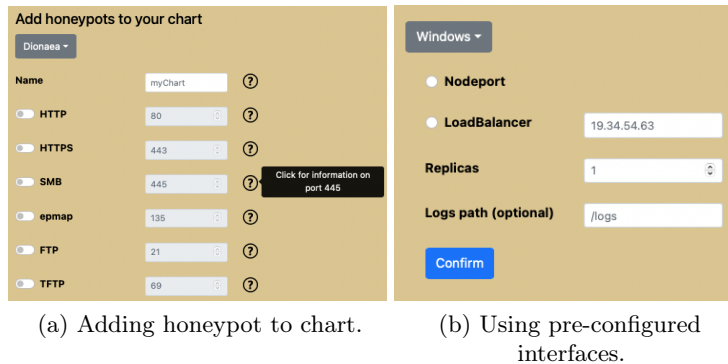 Add honeypots to your chart
Dionaea
Name
myChart
?
HTTP
80
?
HTTPS
443
?
SMB
445
?
Click for information on
port 445
epmap
135
?
FTP
21
?
TFTP
69
?
(a) Adding honeypot to chart.
Windows
Nodeport
LoadBalancer
19.34.54.63
Replicas
1
Logs path (optional)
/logs
Confirm
(b) Using pre-configured
interfaces.